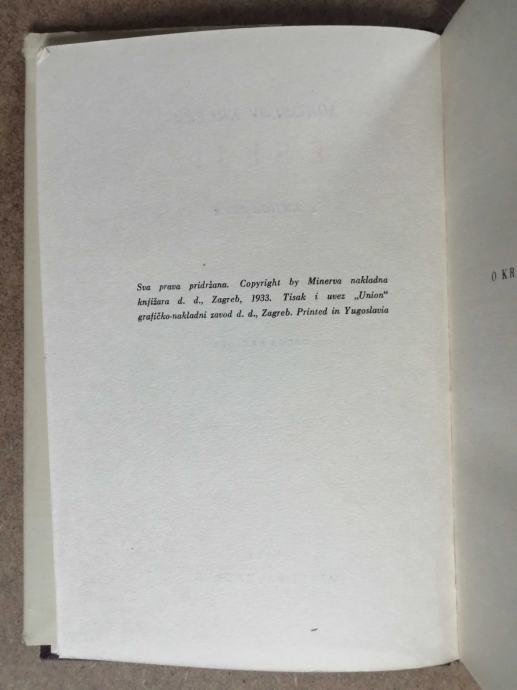 Sva prava pridržana. Copyright by Minerva nakladna
knjižara d. d., Zagreb, 1933. Tisak i uvez „Union“
grafičko-nakladni zavod d. d., Zagreb. Printed in Yugoslavia
O KR